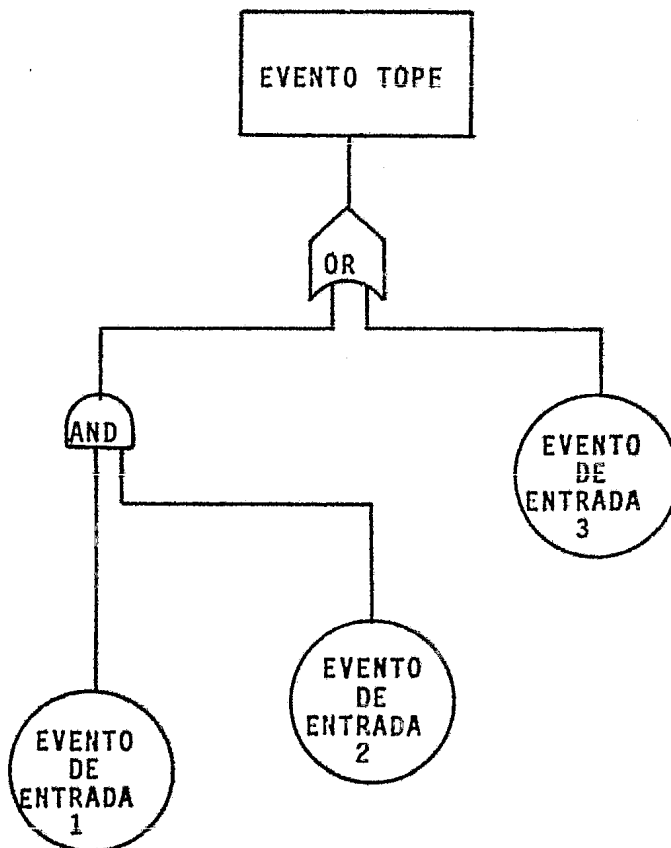 EVENTO TOPE
OR
AND
EVENTO
DE
ENTRADA
3
EVENTO
DE
ENTRADA
2
EVENTO
DE
ENTRADA
1